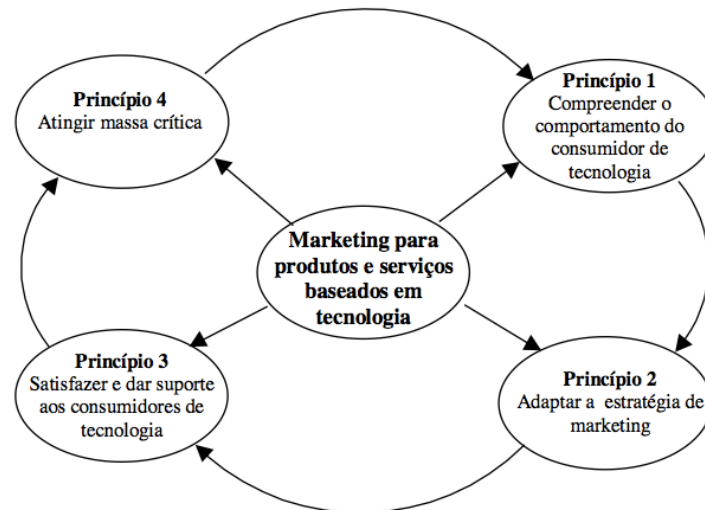 Princípio 4
Atingir massa crítica
Princípio 1
Compreender o
comportamento do
consumidor de
tecnologia
Marketing para
produtos e serviços
baseados em
tecnologia
Princípio 3
Satisfazer e dar suporte
aos consumidores de
tecnologia
Princípio 2
Adaptar a estratégia de
marketing